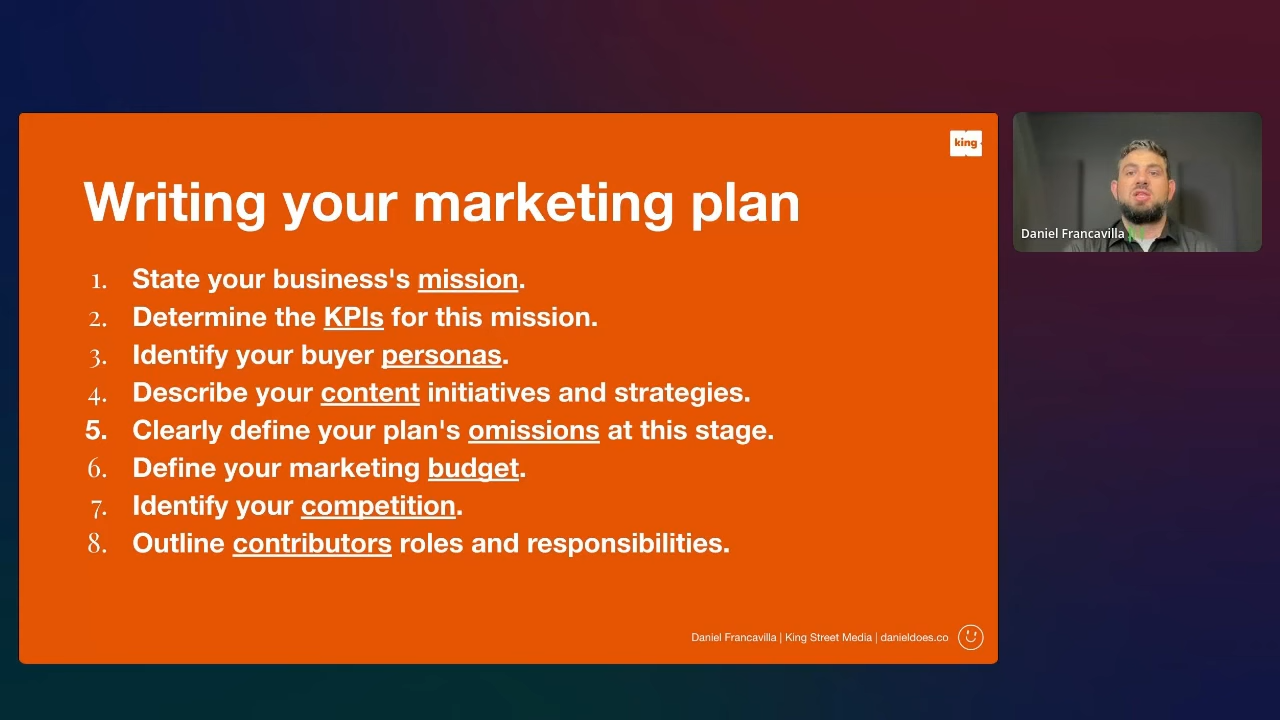 king
Writing your marketing plan
1. State your business's mission.
2. Determine the KPIs for this mission.
3. Identify your buyer personas.
4. Describe your content initiatives and strategies.
5. Clearly define your plan's omissions at this stage.
6. Define your marketing budget.
7. Identify your competition.
8. Outline contributors roles and responsibilities.
Daniel Francavilla | King Street Media | danieldoes.co
Daniel Francavilla